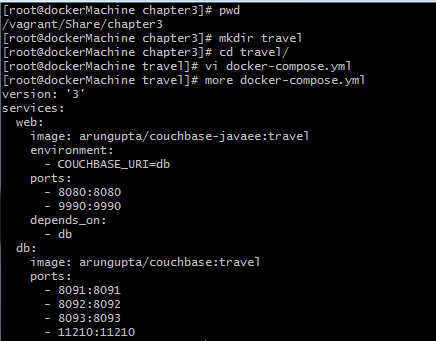 [root@dockerMachine chapter3]# pwd
/vagrant/Share/chapter3
[root@dockerMachine chapter3]# mkdir travel
[root@dockerMachine chapter3]# cd travel/
[root@dockerMachine travel]# vi docker-compose.yml
[root@dockerMachine travel]# more docker-compose.yml
version: '3'
services:
  web:
    image: arungupta/couchbase-javaee:travel
    environment:
      - COUCHBASE_URI=db
    ports:
      - 8080:8080
      - 9990:9990
    depends_on:
      - db
  db:
    image: arungupta/couchbase:travel
    ports:
      - 8091:8091
      - 8092:8092
      - 8093:8093
      - 11210:11210